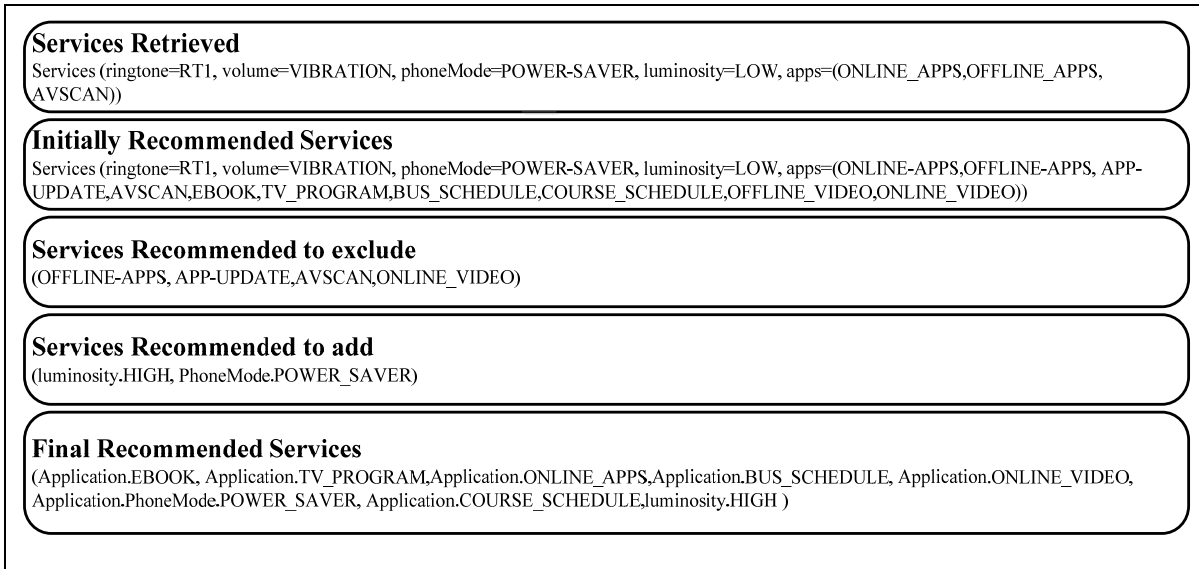 Services Retrieved
Services (ringtone=RT1, volume=VIBRATION, phoneMode=POWER-SAVER, luminosity=LOW, apps=(ONLINE_APPS,OFFLINE_APPS,
AVSCAN))
Initially Recommended Services
Services (ringtone=RT1, volume=VIBRATION, phoneMode=POWER-SAVER, luminosity=LOW, apps=(ONLINE-APPS,OFFLINE-APPS, APP-
UPDATE,AVSCAN,EBOOK,TV_PROGRAM,BUS_SCHEDULE,COURSE_SCHEDULE,OFFLINE_VIDEO,ONLINE_VIDEO))
Services Recommended to exclude
(OFFLINE-APPS, APP-UPDATE,AVSCAN,ONLINE_VIDEO)
Services Recommended to add
(luminosity.HIGH, PhoneMode.POWER_SAVER)
Final Recommended Services
(Application.EBOOK, Application.TV_PROGRAM,Application.ONLINE_APPS,Application.BUS_SCHEDULE, Application.ONLINE_VIDEO,
Application.PhoneMode.POWER_SAVER, Application.COURSE_SCHEDULE,luminosity.HIGH )